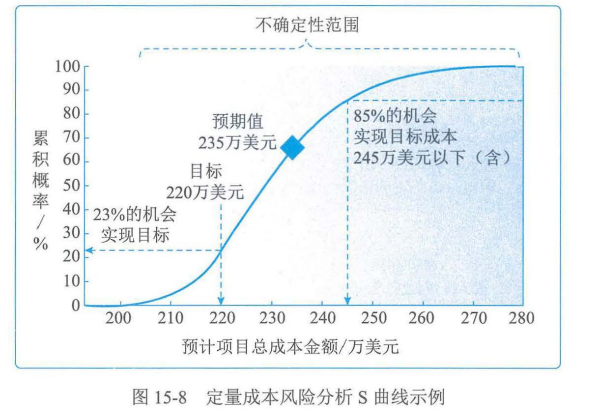 不确定性范围
100
90
80
70
60
50
40
30
20
10
0
累积概率/%
预期值
235万美元
目标
220万美元
23%的机会
实现目标
85%的机会
实现目标成本
245万美元以下（含）
200 210 220 230 240 250 260 270 280
预计项目总成本金额/万美元
图 15-8 定量成本风险分析 S 曲线示例